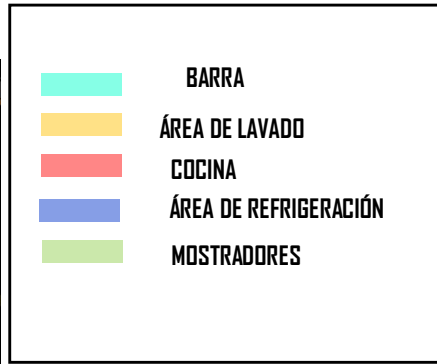 BARRA
ÁREA DE LAVADO
COCINA
ÁREA DE REFRIGERACIÓN
MOSTRADORES